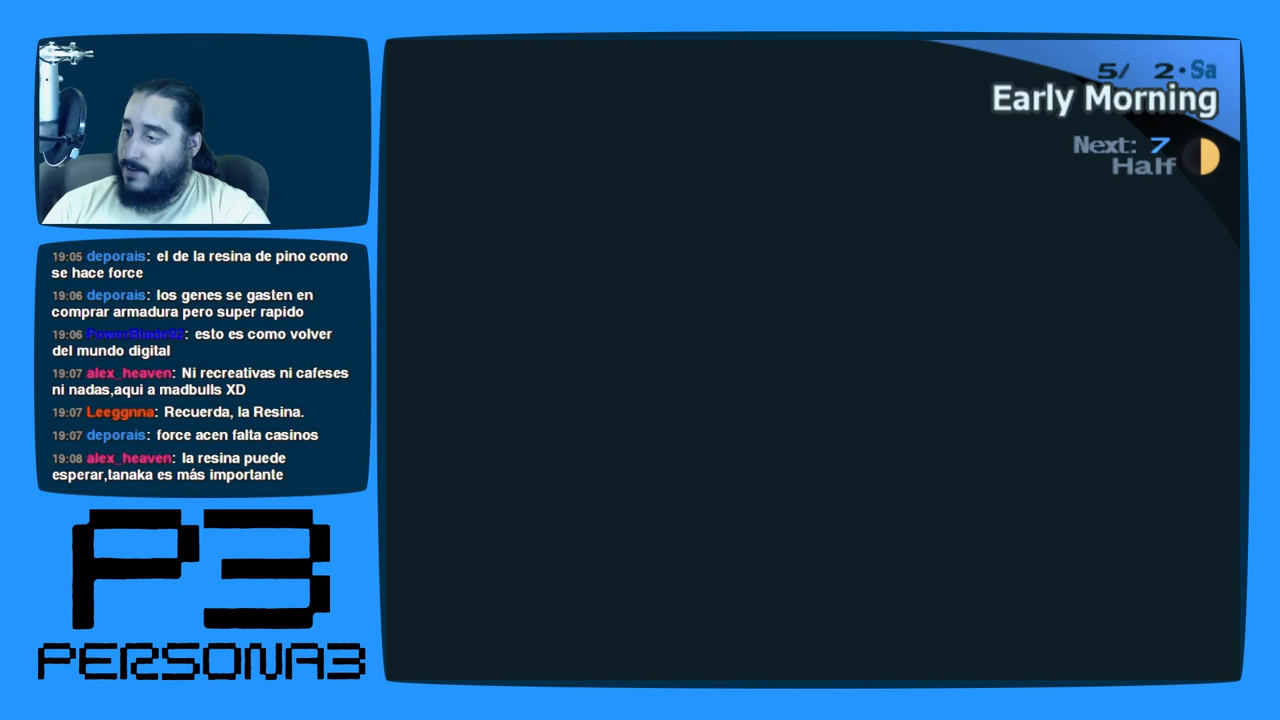 5/ 2·Sa
Early Morning
Next: 7
Half
19:05 deporais: el de la resina de pino como
se hace force
19:06 deporais: los genes se gasten en
comprar armadura pero super rapido
19:06 PowerBlade99: esto es como volver
del mundo digital
19:07 alex_heaven: Ni recreativas ni cafeses
ni nadas,aqui a madbulls XD
19:07 Leeggnna: Recuerda, la Resina.
19:07 deporais: force acen falta casinos
19:08 alex_heaven: la resina puede
esperar,tanaka es más importante
P3
PERSONA3